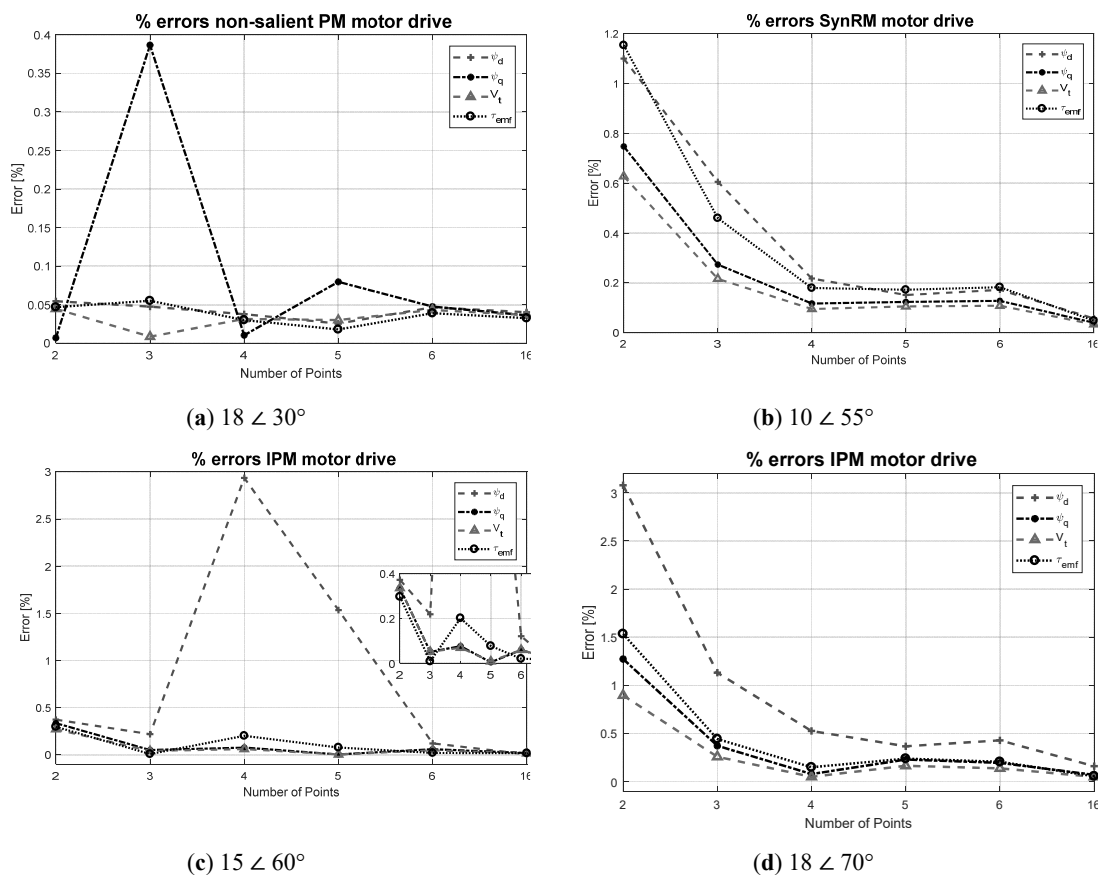 % errors non-salient PM motor drive
0.4
0.35
0.3
0.25
0.2
0.15
0.1
0.05
0
Error [%]
2 3 4 5 6 16
Number of Points
ψd
ψq
Vt
τemf
(a) 18 ∠ 30°
% errors SynRM motor drive
1.2
1
0.8
0.6
0.4
0.2
0
Error [%]
2 3 4 5 6 16
Number of Points
ψd
ψq
Vt
τemf
(b) 10 ∠ 55°
% errors IPM motor drive
3
2.5
2
1.5
1
0.5
0
Error [%]
2 3 4 5 6 16
Number of Points
ψd
ψq
Vt
τemf
0.4
0.2
0
2 3 4 5 6
(c) 15 ∠ 60°
% errors IPM motor drive
3
2.5
2
1.5
1
0.5
0
Error [%]
2 3 4 5 6 16
Number of Points
ψd
ψq
Vt
τemf
(d) 18 ∠ 70°